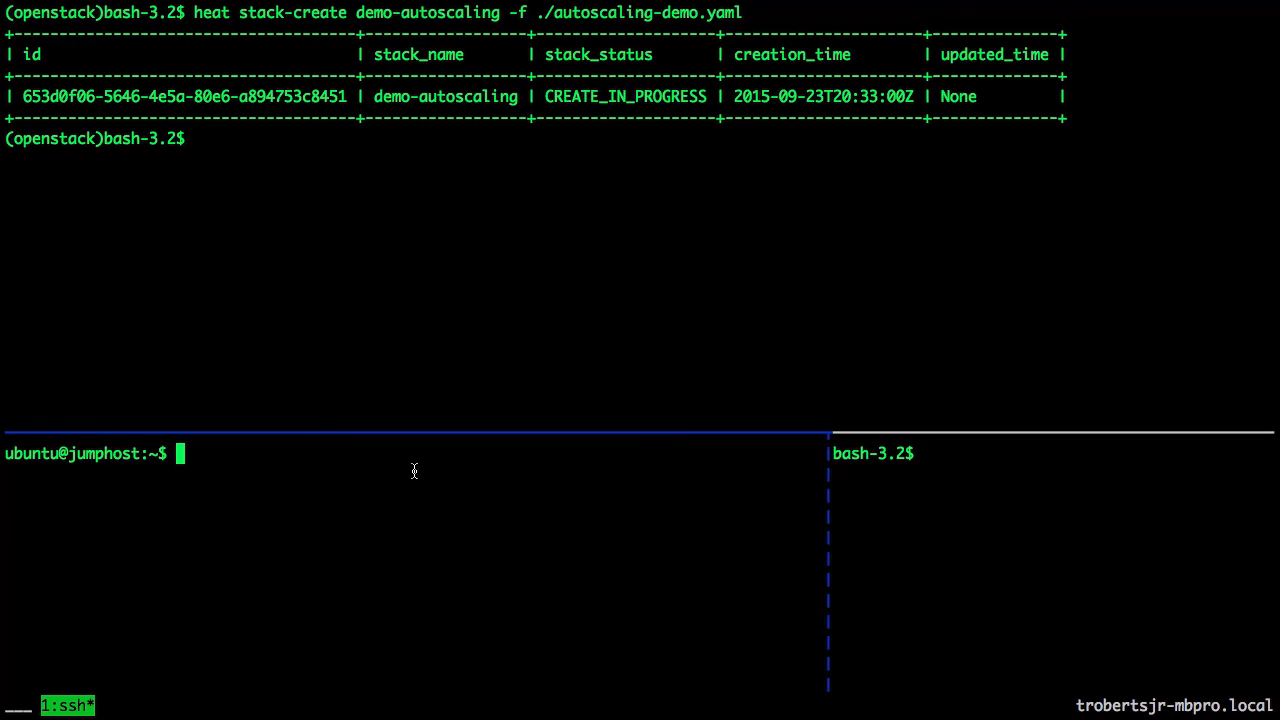 (openstack)bash-3.2$ heat stack-create demo-autoscaling -f ./autoscaling-demo.yaml
+--------------------------------------+------------------+--------------------+----------------------+--------------+
| id                                   | stack_name       | stack_status       | creation_time        | updated_time |
+--------------------------------------+------------------+--------------------+----------------------+--------------+
| 653d0f06-5646-4e5a-80e6-a894753c8451 | demo-autoscaling | CREATE_IN_PROGRESS | 2015-09-23T20:33:00Z | None         |
+--------------------------------------+------------------+--------------------+----------------------+--------------+
(openstack)bash-3.2$
ubuntu@jumphost:~$
bash-3.2$
___ 1:ssh*
trobertsjr-mbpro.local